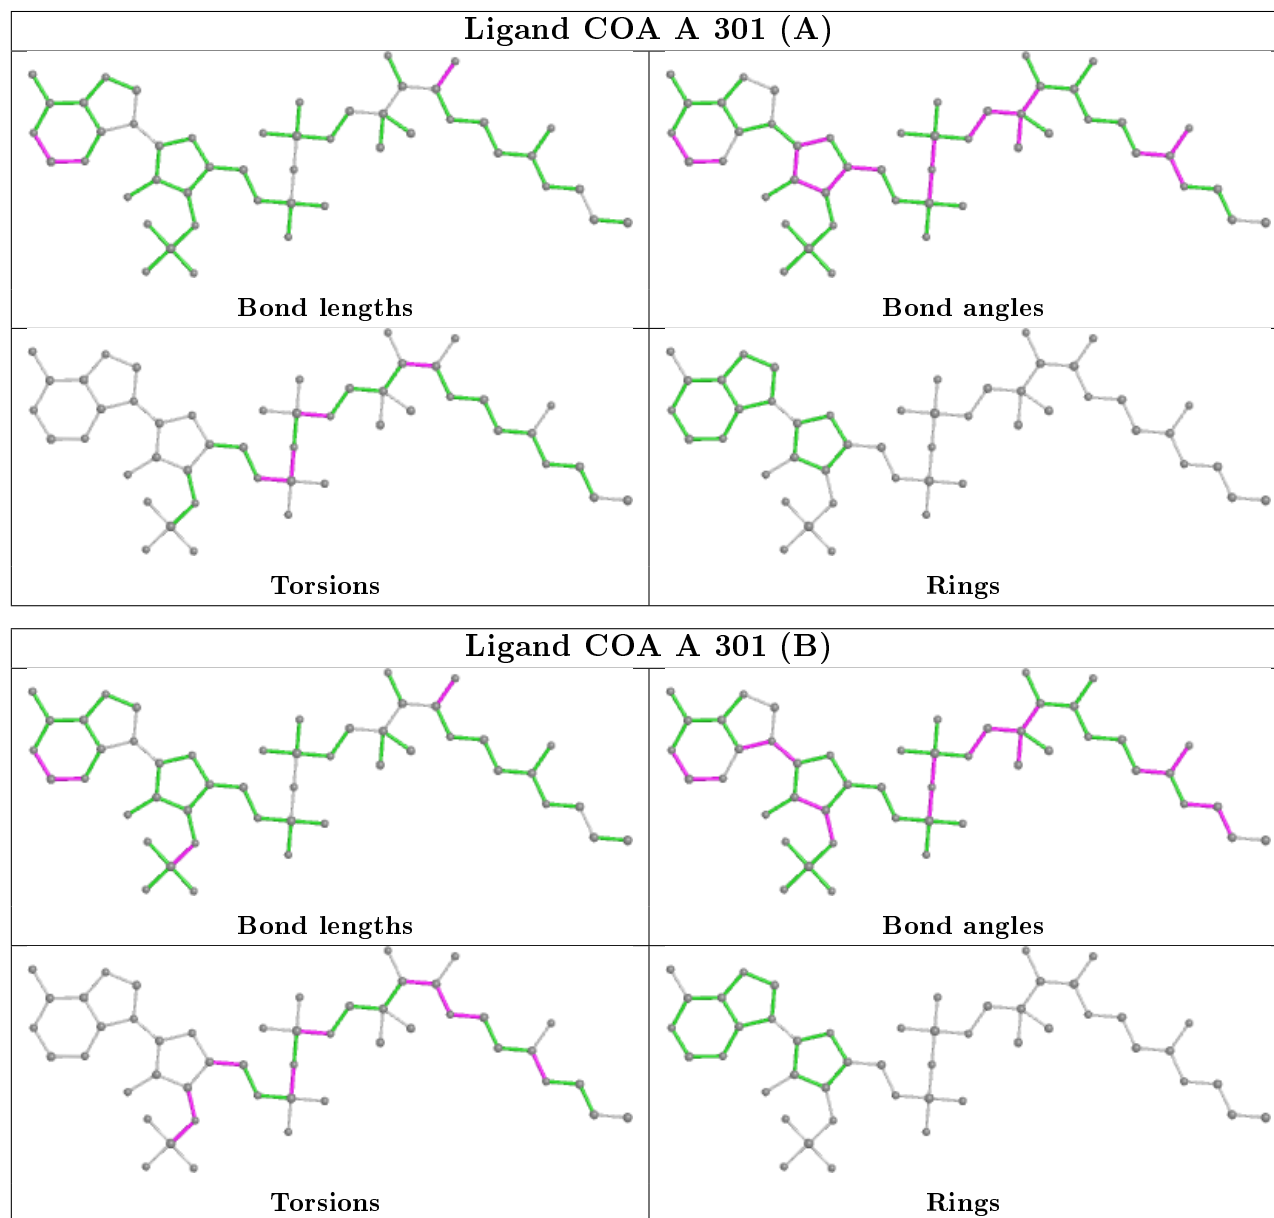 Ligand COA A 301 (A)
Bond lengths
Bond angles
Torsions
Rings
Ligand COA A 301 (B)
Bond lengths
Bond angles
Torsions
Rings